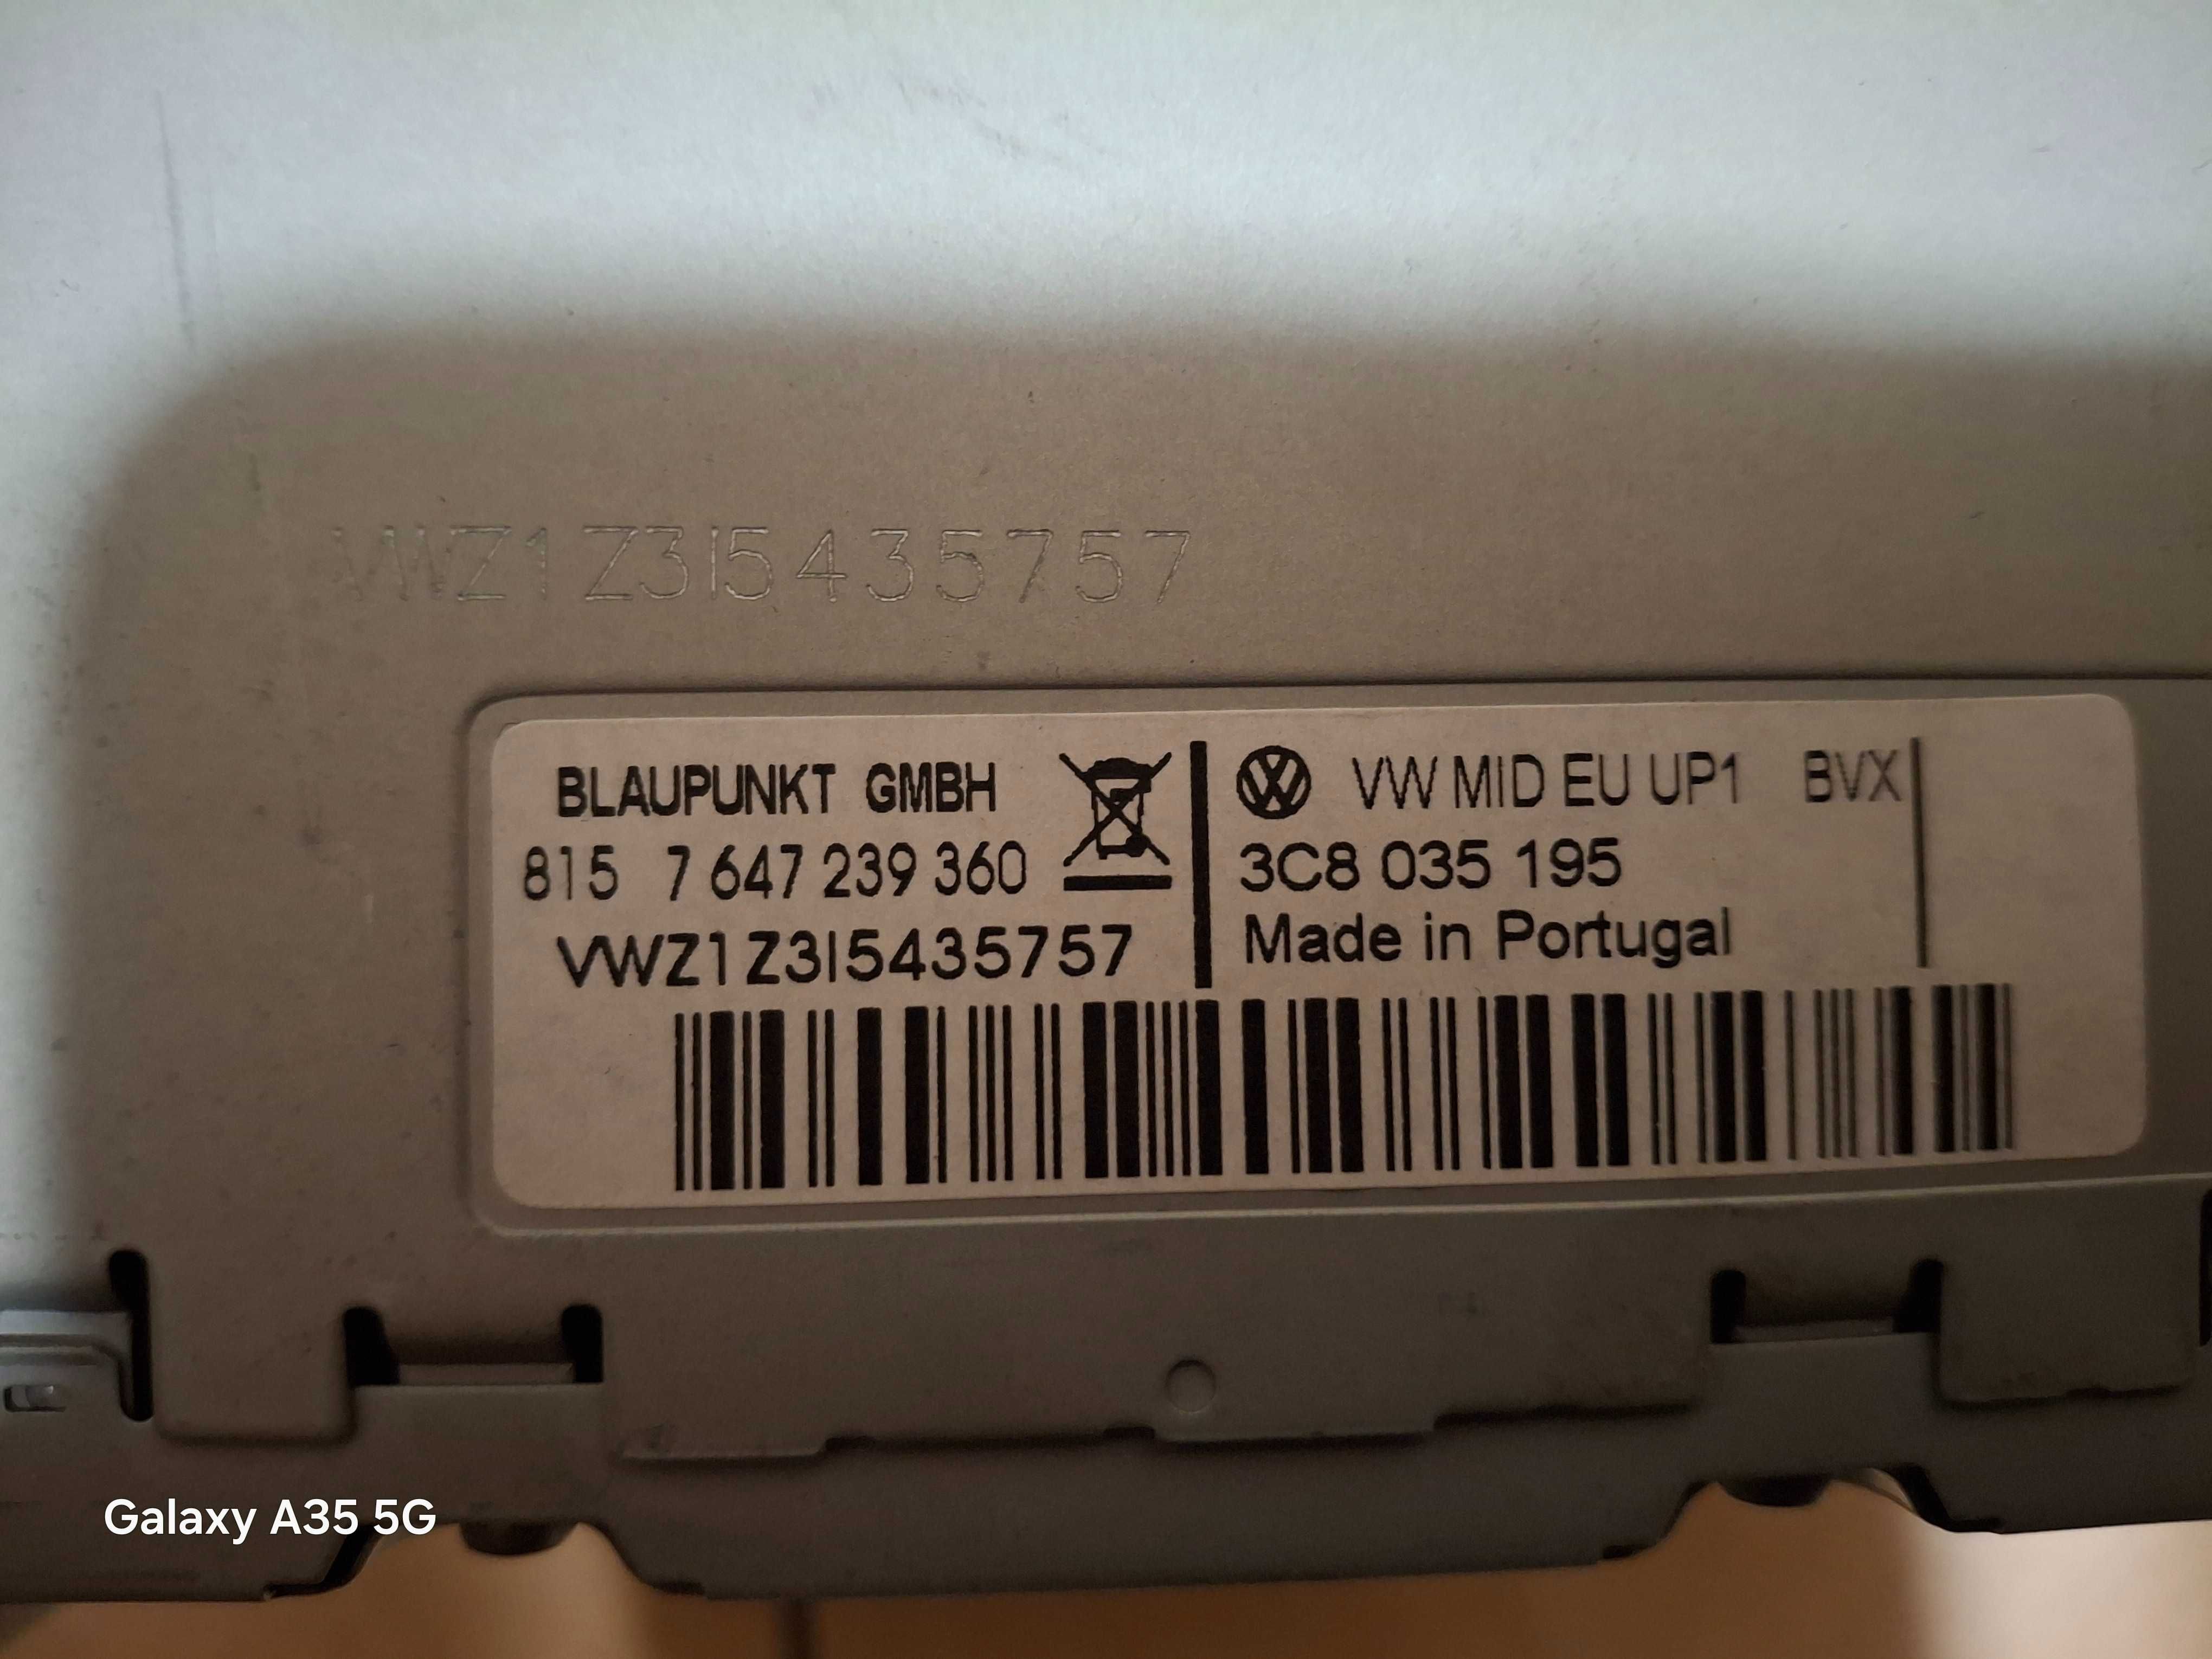 VWZ1Z3I5435757
BLAUPUNKT GMBH
815 7 647 239 360
VWZ1Z3I5435757
VW MID EU UP1 BVX
3C8 035 195
Made in Portugal
Galaxy A35 5G